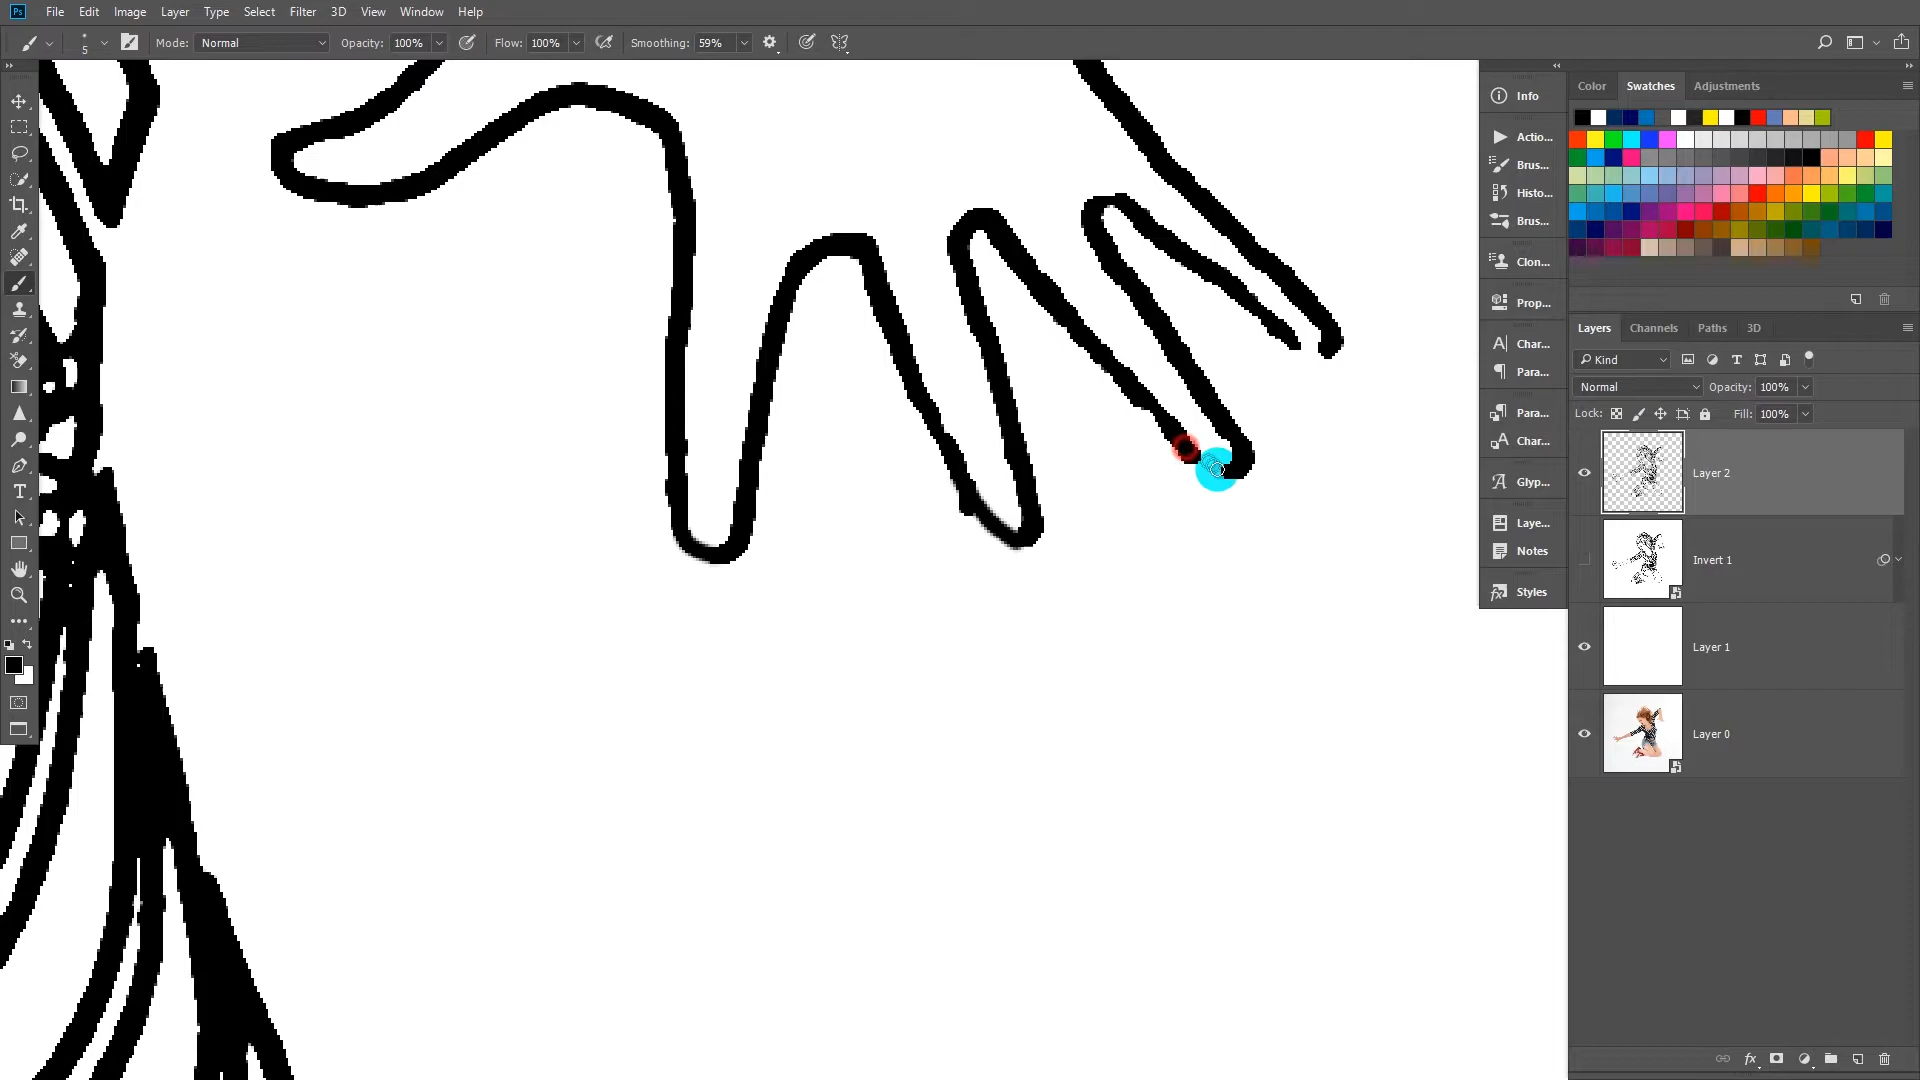 Ps File Edit Image Layer Type Select Filter 3D View Window Help
5 Mode: Normal Opacity: 100% Flow: 100% Smoothing: 59%
Info
Actio...
Brus...
Histo...
Brus...
Clon...
Prop...
Char...
Para...
Para...
Char...
Glyp...
Laye...
Notes
Styles
Color Swatches Adjustments
Layers Channels Paths 3D
Kind
Normal Opacity: 100%
Lock: Fill: 100%
Layer 2
Invert 1
Layer 1
Layer 0